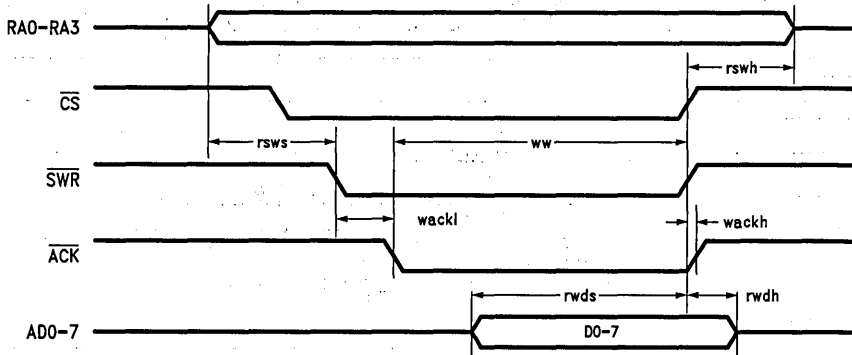 RA0-RA3
rswh
CS
rsws
ww
SWR
wackl
wackh
ACK
rwds
rwdh
AD0-7
D0-7